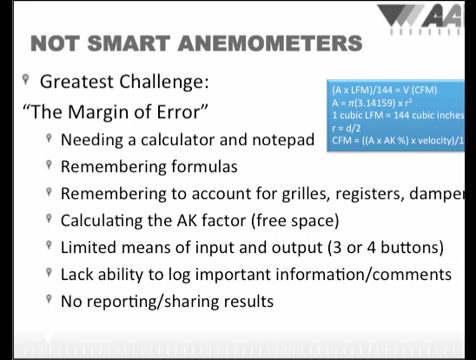 AA
NOT SMART ANEMOMETERS
Greatest Challenge:
“The Margin of Error”
Needing a calculator and notepad
Remembering formulas
Remembering to account for grilles, registers, dampe
Calculating the AK factor (free space)
Limited means of input and output (3 or 4 buttons)
Lack ability to log important information/comments
No reporting/sharing results
(A x LFM)/144 = V (CFM)
A = π(3.14159) x r²
1 cubic LFM = 144 cubic inches
r = d/2
CFM = ((A x AK %) x velocity)/1